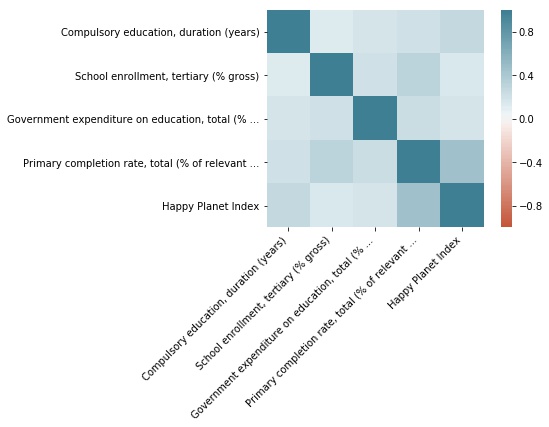 Compulsory education, duration (years)
School enrollment, tertiary (% gross)
Government expenditure on education, total (% ...
Primary completion rate, total (% of relevant ...
Happy Planet Index
0.8
0.4
0.0
−0.4
−0.8
Compulsory education, duration (years)
School enrollment, tertiary (% gross)
Government expenditure on education, total (% ...
Primary completion rate, total (% of relevant ...
Happy Planet Index